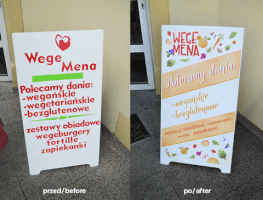 Wege
Mena
Polecamy dania:
-wegańskie
-wegetariańskie
-bezglutenowe
zestawy obiadowe
wegeburgery
tortille
zapiekanki
przed/before
WEGE
MENA
Polecamy dania:
-wegańskie
-bezglutenowe
po/after